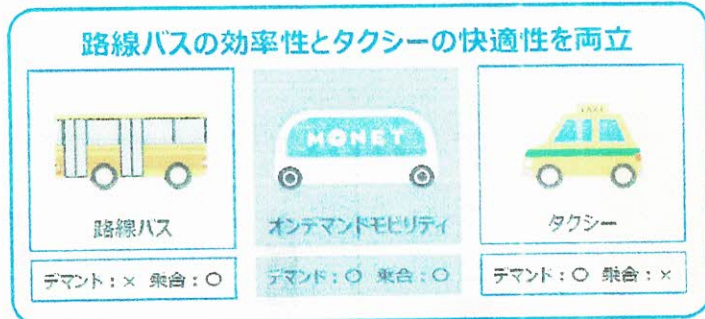 路線バスの効率性とタクシーの快適性を両立
MONET
TAXI
路線バス
オンデマンドモビリティ
タクシー
デマンド：× 乗合：○
デマンド：○ 乗合：○
デマンド：○ 乗合：×